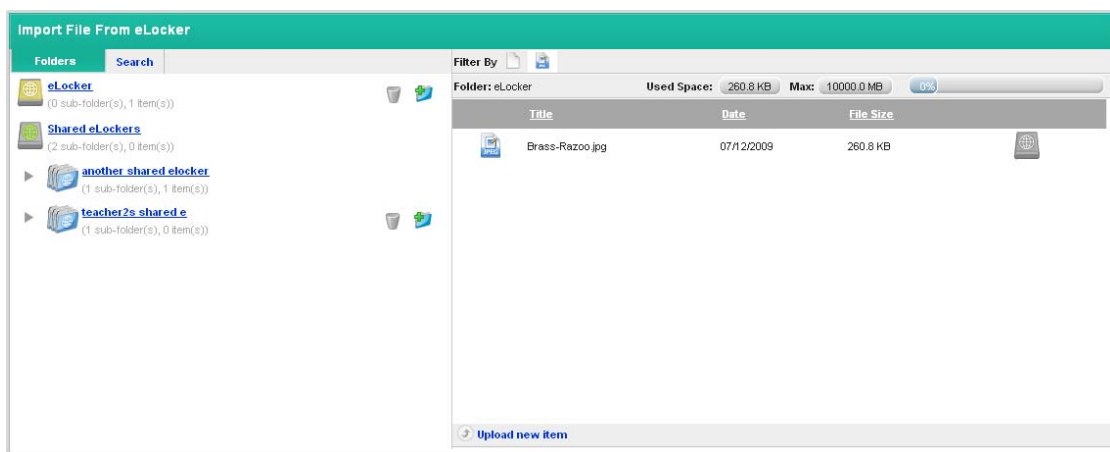 Import File From eLocker
Folders Search
eLocker
(0 sub-folder(s), 1 item(s))
Shared eLockers
(2 sub-folder(s), 0 item(s))
another shared elocker
(1 sub-folder(s), 1 item(s))
teacher2s shared e
(1 sub-folder(s), 0 item(s))
Filter By
Folder: eLocker Used Space: 260.8 KB Max: 10000.0 MB 0%
Title Date File Size
JPEG Brass-Razoo.jpg 07/12/2009 260.8 KB
Upload new item